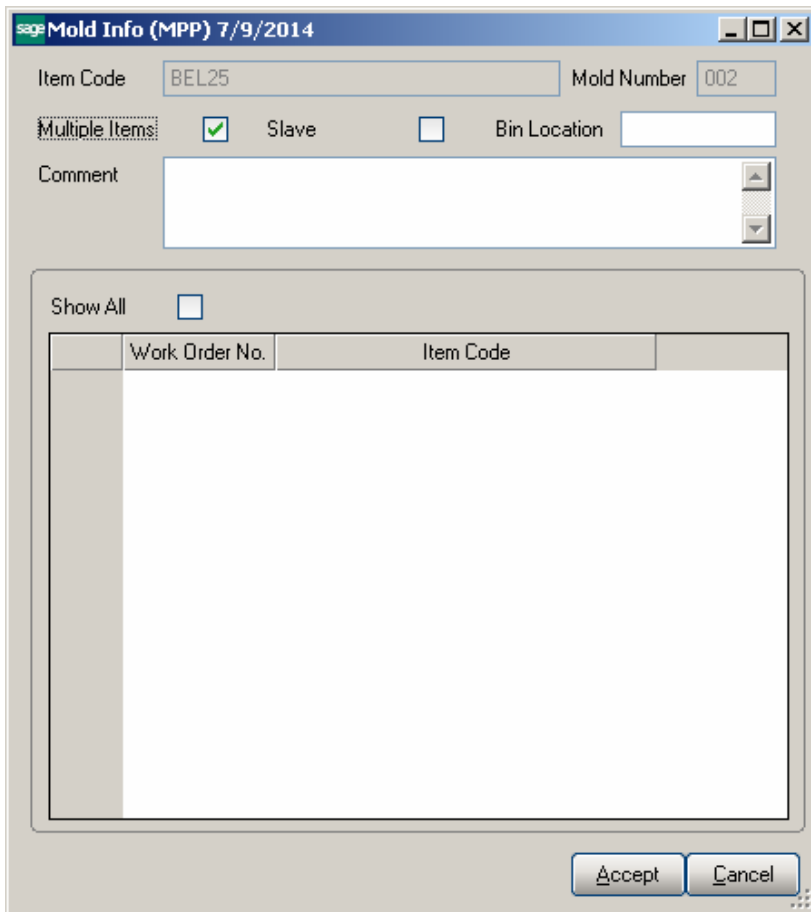 sage Mold Info (MPP) 7/9/2014
Item Code BEL25 Mold Number 002
Multiple Items Slave Bin Location
Comment
Show All
Work Order No. Item Code
Accept Cancel